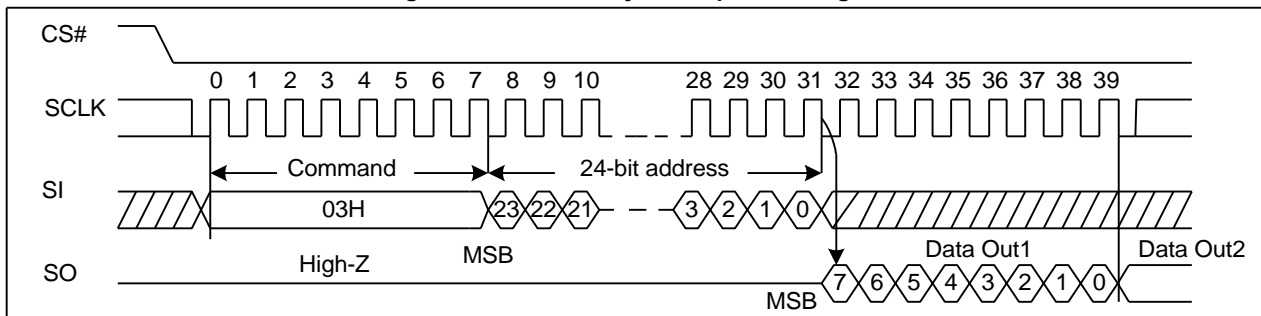 CS#
0 1 2 3 4 5 6 7 8 9 10 28 29 30 31 32 33 34 35 36 37 38 39
SCLK
Command 24-bit address
SI
03H 23 22 21 3 2 1 0
MSB Data Out1 Data Out2
High-Z
SO
7 6 5 4 3 2 1 0
MSB